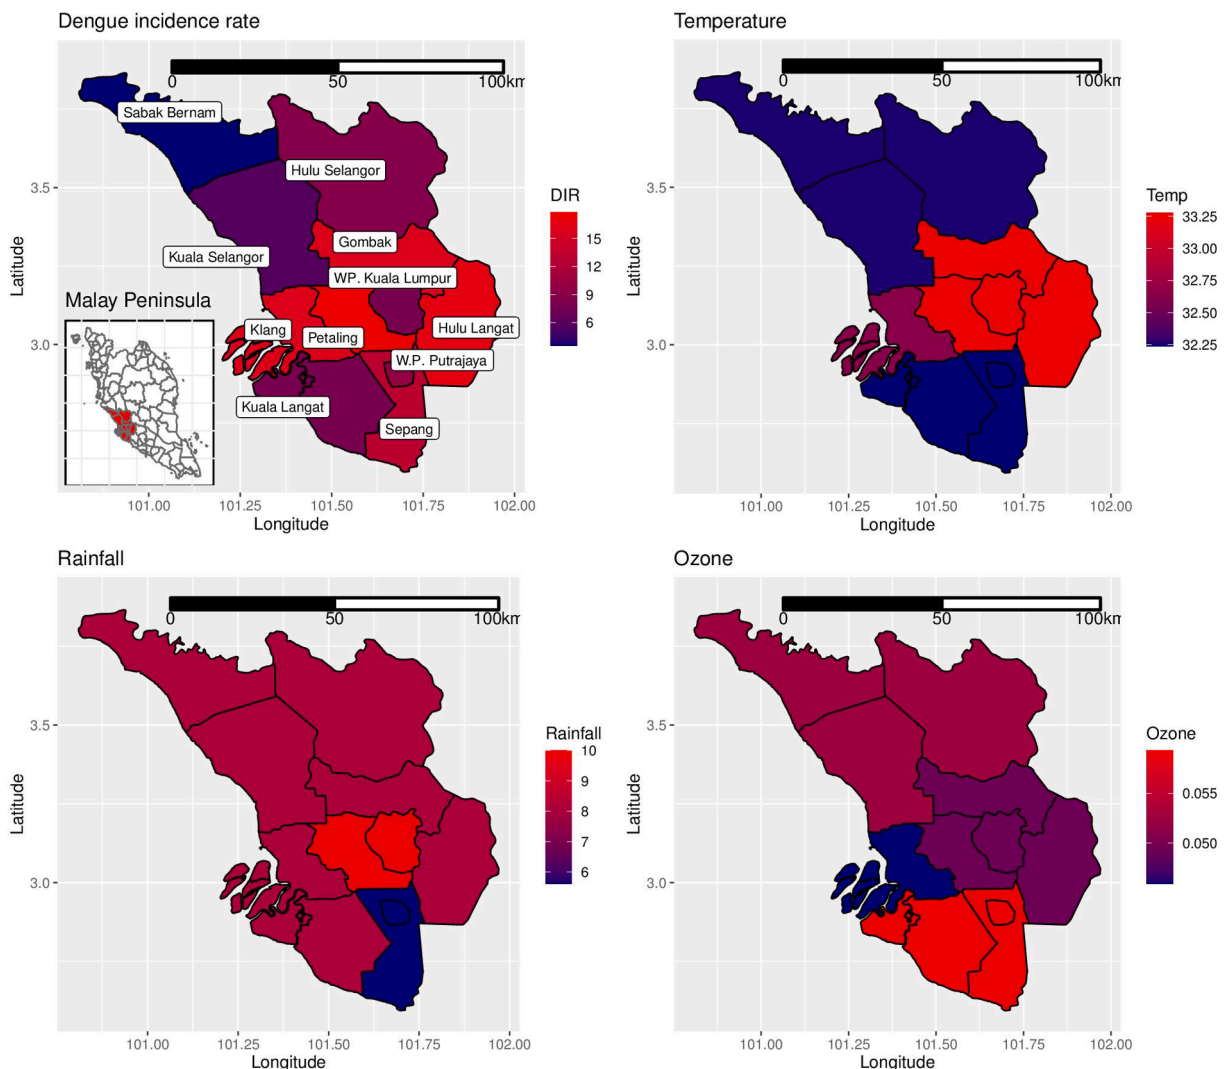 Dengue incidence rate
0
50
100km
Sabak Bernam
Hulu Selangor
Gombak
Kuala Selangor
WP. Kuala Lumpur
Klang
Petaling
Hulu Langat
W.P. Putrajaya
Kuala Langat
Sepang
Malay Peninsula
3.5
3.0
Latitude
101.00
101.25
101.50
101.75
102.00
Longitude
DIR
15
12
9
6
Temperature
0
50
100km
3.5
3.0
Latitude
101.00
101.25
101.50
101.75
102.00
Longitude
Temp
33.25
33.00
32.75
32.50
32.25
Rainfall
0
50
100km
3.5
3.0
Latitude
101.00
101.25
101.50
101.75
102.00
Longitude
Rainfall
10
9
8
7
6
Ozone
0
50
100km
3.5
3.0
Latitude
101.00
101.25
101.50
101.75
102.00
Longitude
Ozone
0.055
0.050